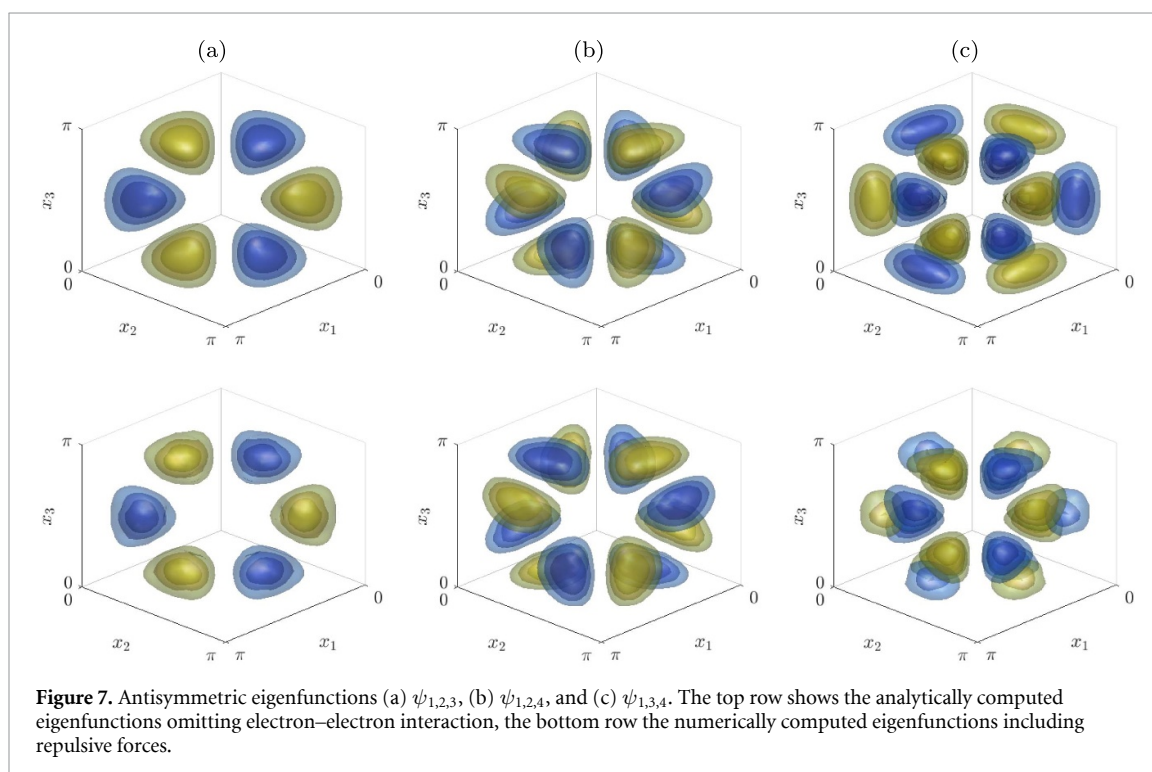 (a) (b) (c)
π π π
x₃ x₃ x₃
0 0 0
0 0 0 0 0 0
x₂ x₁ x₂ x₁ x₂ x₁
π π π π π π
π π π
x₃ x₃ x₃
0 0 0
0 0 0 0 0 0
x₂ x₁ x₂ x₁ x₂ x₁
π π π π π π
Figure 7. Antisymmetric eigenfunctions (a) ψ₁,₂,₃, (b) ψ₁,₂,₄, and (c) ψ₁,₃,₄. The top row shows the analytically computed
eigenfunctions omitting electron–electron interaction, the bottom row the numerically computed eigenfunctions including
repulsive forces.